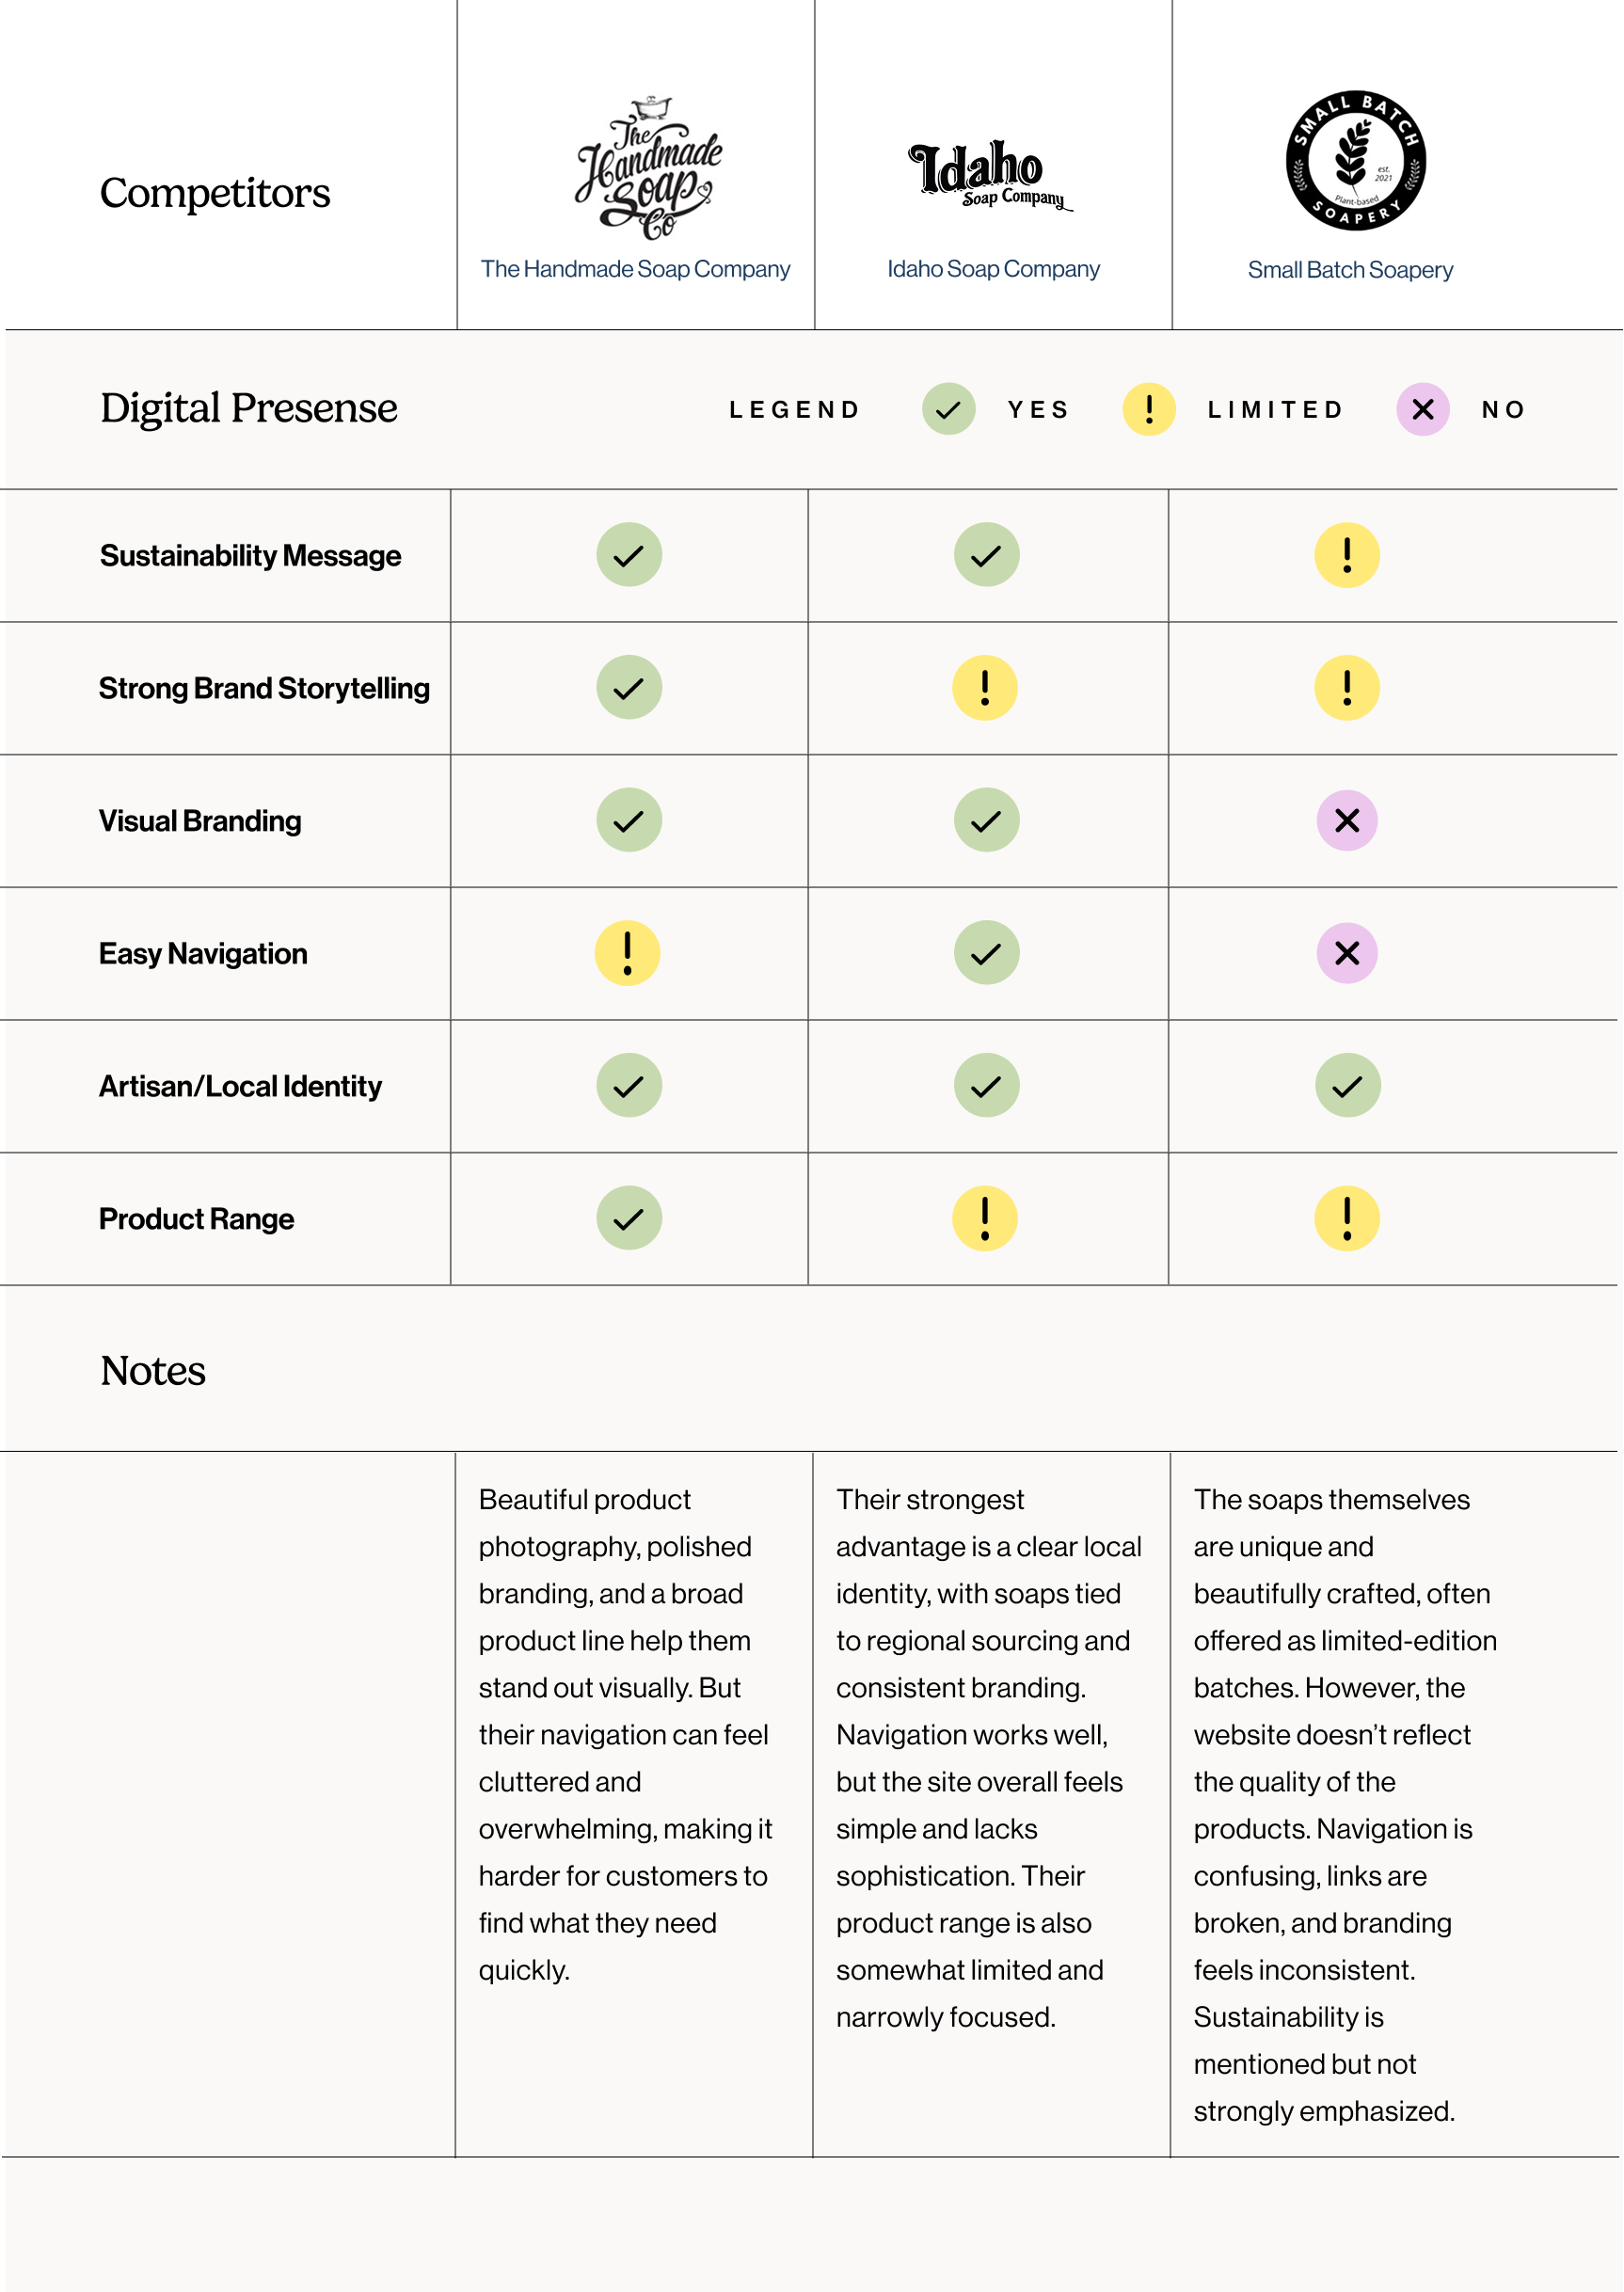 Competitors
The
Handmade
Soap
Co
The Handmade Soap Company
Idaho
Soap Company
Idaho Soap Company
SMALL BATCH
est.
2021
Plant-based
SOAPERY
Small Batch Soapery
Digital Presense
LEGEND YES LIMITED NO
Sustainability Message
Strong Brand Storytelling
Visual Branding
Easy Navigation
Artisan/Local Identity
Product Range
Notes
Beautiful product
photography, polished
branding, and a broad
product line help them
stand out visually. But
their navigation can feel
cluttered and
overwhelming, making it
harder for customers to
find what they need
quickly.
Their strongest
advantage is a clear local
identity, with soaps tied
to regional sourcing and
consistent branding.
Navigation works well,
but the site overall feels
simple and lacks
sophistication. Their
product range is also
somewhat limited and
narrowly focused.
The soaps themselves
are unique and
beautifully crafted, often
offered as limited-edition
batches. However, the
website doesn’t reflect
the quality of the
products. Navigation is
confusing, links are
broken, and branding
feels inconsistent.
Sustainability is
mentioned but not
strongly emphasized.